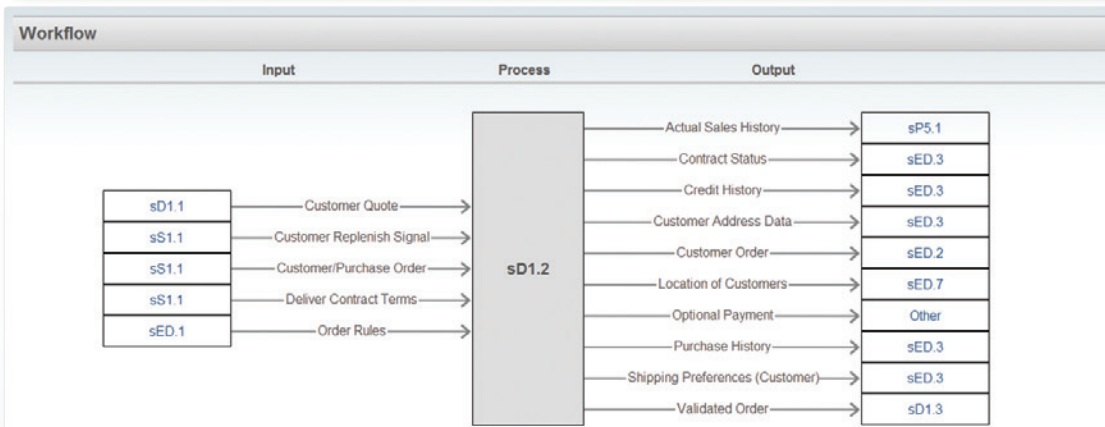 Workflow
Input Process Output
Actual Sales History sP5.1
Contract Status sED.3
sD1.1 Customer Quote Credit History sED.3
sS1.1 Customer Replenish Signal Customer Address Data sED.3
sS1.1 Customer/Purchase Order sD1.2 Customer Order sED.2
sS1.1 Deliver Contract Terms Location of Customers sED.7
sED.1 Order Rules Optional Payment Other
Purchase History sED.3
Shipping Preferences (Customer) sED.3
Validated Order sD1.3